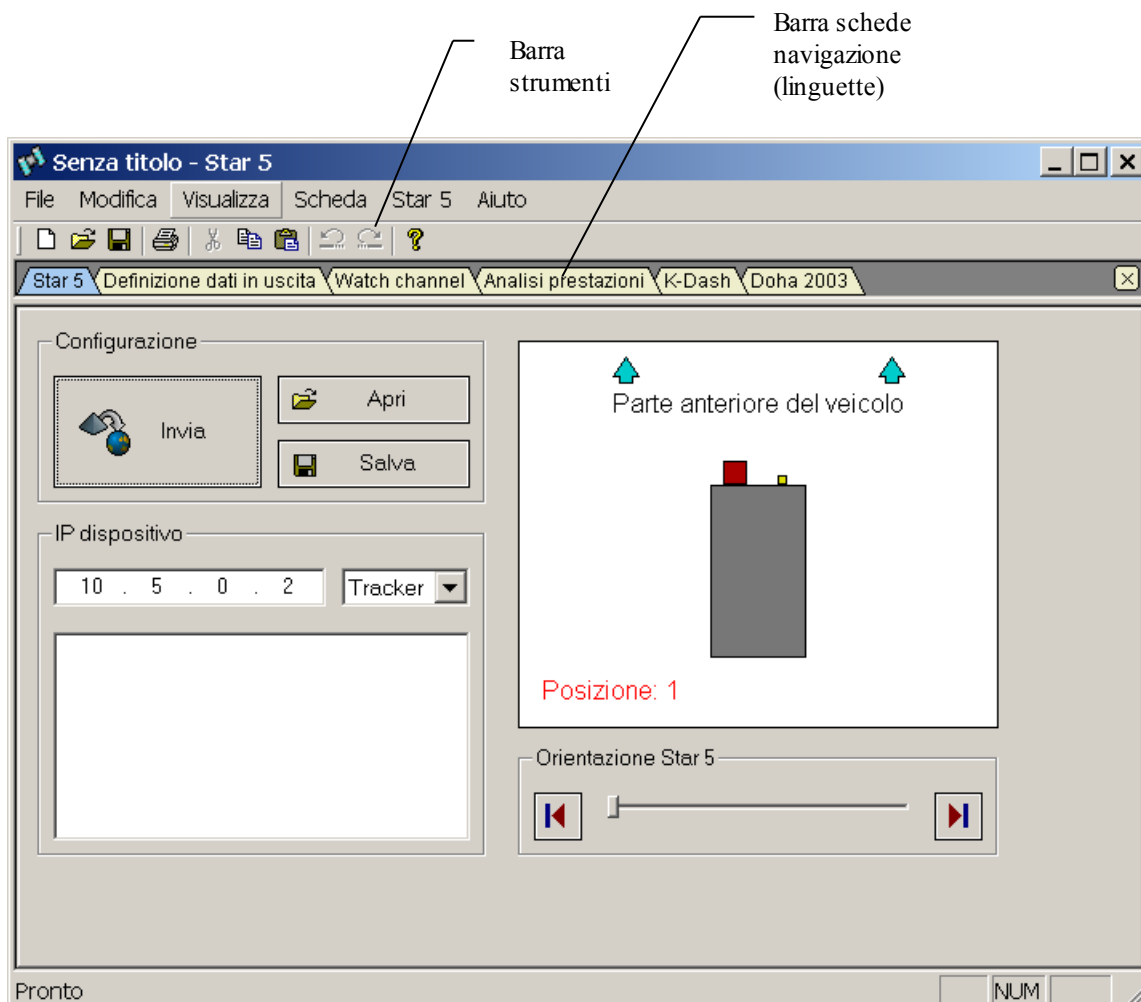 Barra
strumenti
Barra schede
navigazione
(linguette)
Senza titolo - Star 5
File Modifica Visualizza Scheda Star 5 Aiuto
Star 5 Definizione dati in uscita Watch channel Analisi prestazioni K-Dash Doha 2003
Configurazione
Invia
Apri
Salva
IP dispositivo
10 . 5 . 0 . 2
Tracker
Parte anteriore del veicolo
Posizione: 1
Orientazione Star 5
Pronto
NUM